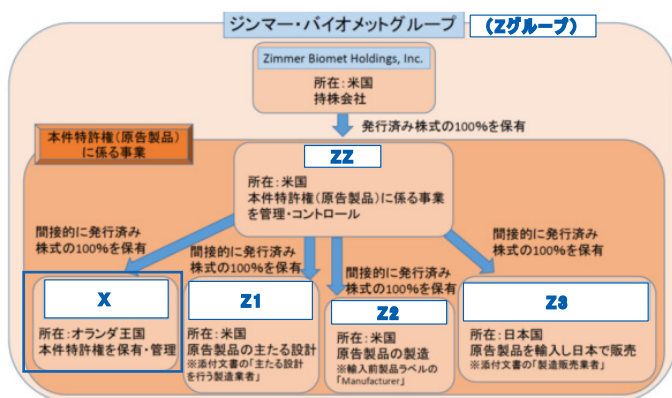 ジンマー・バイオメットグループ (Zグループ)
Zimmer Biomet Holdings, Inc.
所在:米国
持株会社
発行済み株式の100%を保有
本件特許権(原告製品)
に係る事業
ZZ
所在:米国
本件特許権(原告製品)に係る事業
を管理・コントロール
間接的に発行済み
株式の100%を保有
間接的に発行済み
株式の100%を保有
間接的に発行済み
株式の100%を保有
間接的に発行済み
株式の100%を保有
X
所在:オランダ王国
本件特許権を保有・管理
Z1
所在:米国
原告製品の主たる設計
※添付文書の「主たる設計
を行う製造業者」
Z2
所在:米国
原告製品の製造
※輸入前製品ラベルの
「Manufacturer」
Z3
所在:日本国
原告製品を輸入し日本で販売
※添付文書の「製造販売業者」